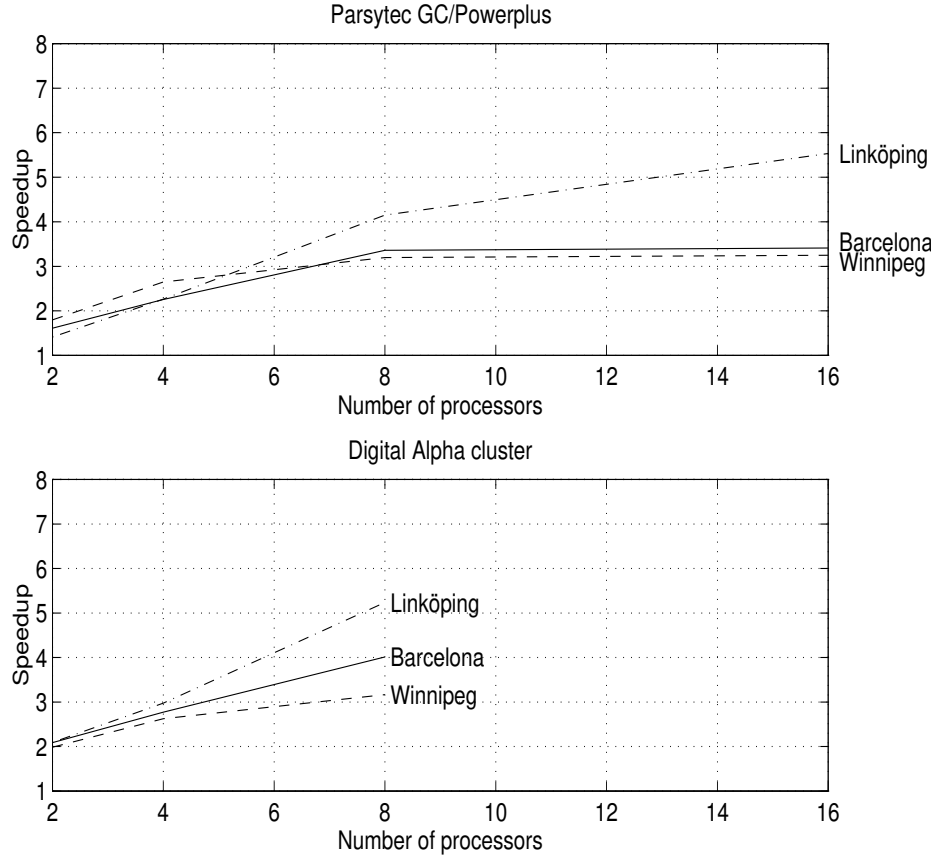 Parsytec GC/Powerplus
8
7
6
5
4
3
2
1
Speedup
Linköping
Barcelona
Winnipeg
2 4 6 8 10 12 14 16
Number of processors
Digital Alpha cluster
8
7
6
5
4
3
2
1
Speedup
Linköping
Barcelona
Winnipeg
2 4 6 8 10 12 14 16
Number of processors